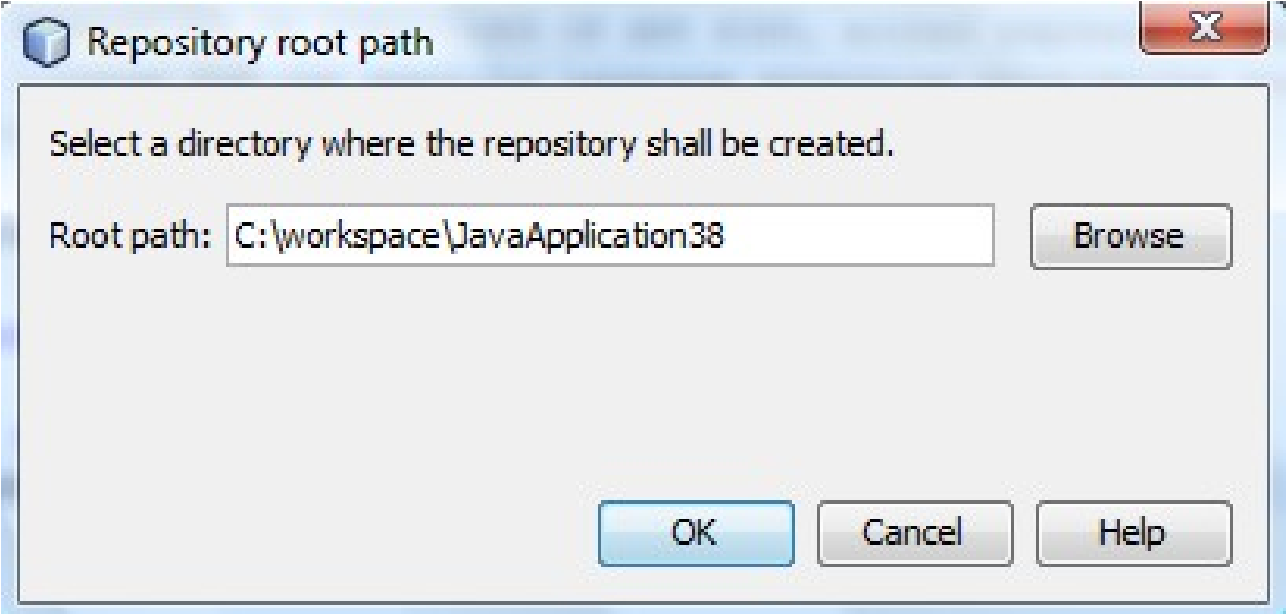 Repository root path
Select a directory where the repository shall be created.
Root path: C:\workspace\JavaApplication38 Browse
OK Cancel Help